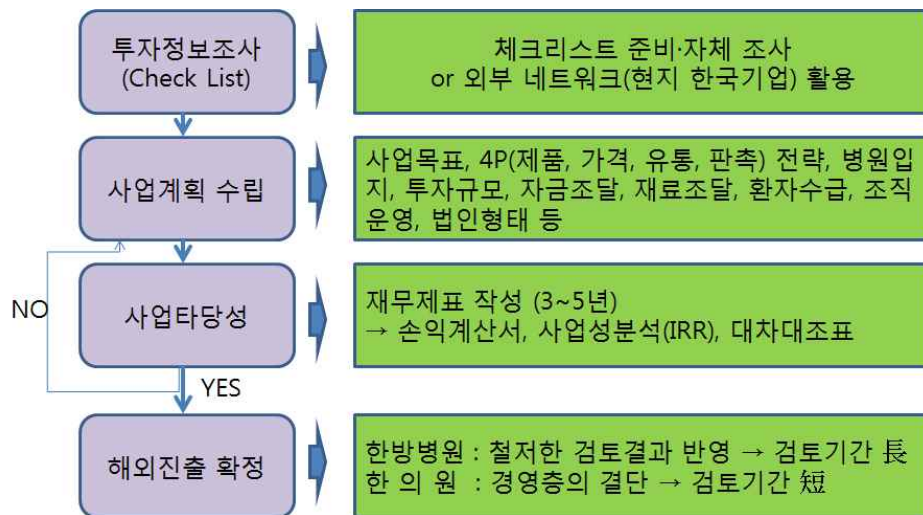 투자정보조사
(Check List)
체크리스트 준비·자체 조사
or 외부 네트워크(현지 한국기업) 활용
사업계획 수립
사업목표, 4P(제품, 가격, 유통, 판촉) 전략, 병원입
지, 투자규모, 자금조달, 재료조달, 환자수급, 조직
운영, 법인형태 등
NO
사업타당성
재무제표 작성 (3~5년)
→ 손익계산서, 사업성분석(IRR), 대차대조표
YES
해외진출 확정
한방병원 : 철저한 검토결과 반영 → 검토기간 長
한 의 원 : 경영층의 결단 → 검토기간 短